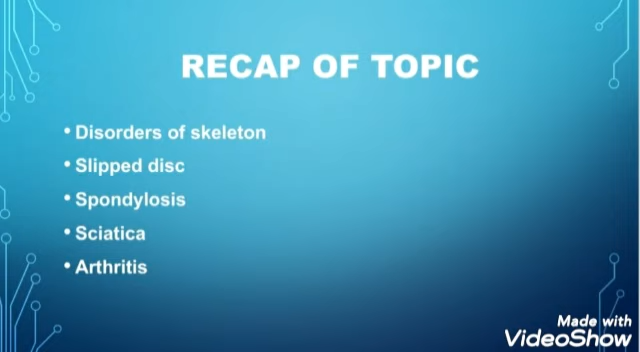 RECAP OF TOPIC
• Disorders of skeleton
• Slipped disc
• Spondylosis
• Sciatica
• Arthritis
Made with
VideoShow